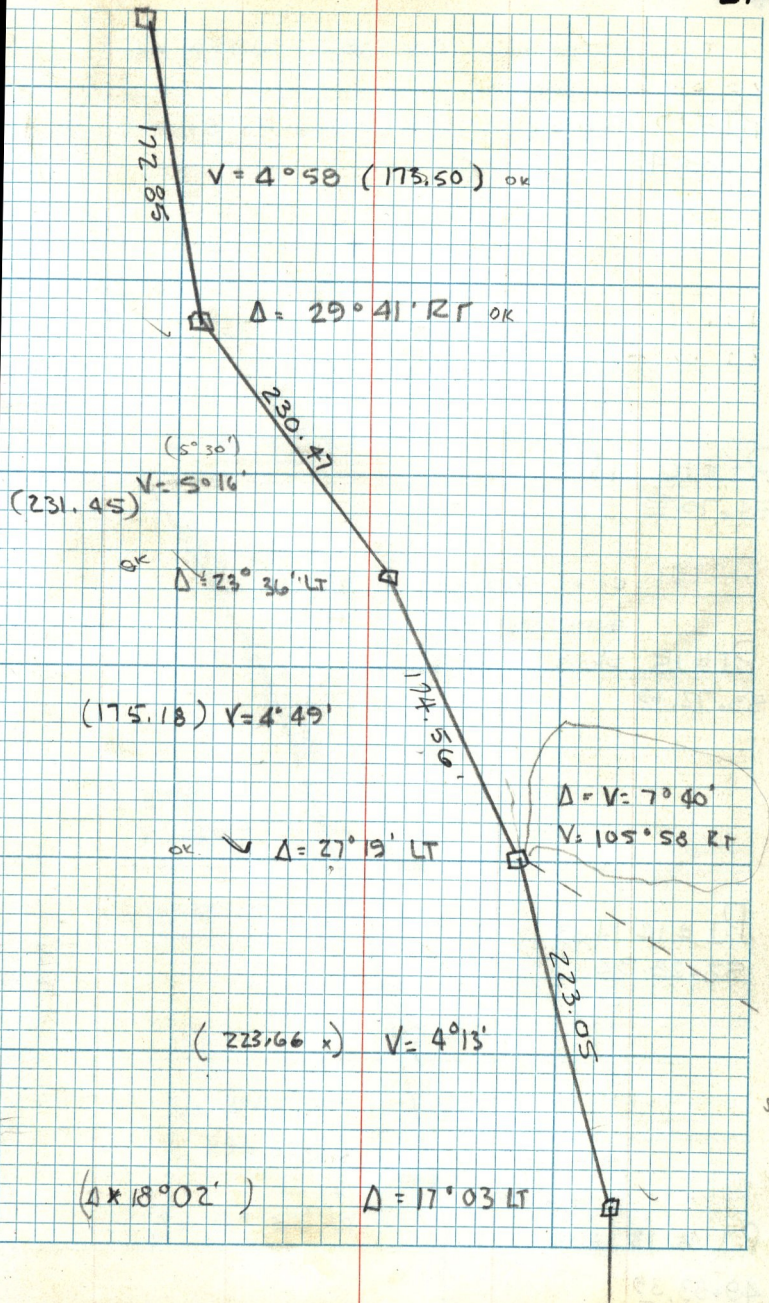 172.85
V = 4°58 (173.50) OK
Δ = 29°41' RT OK
230.47
(5°30')
V = 5°16'
(231.45)
OK Δ = 23° 36' LT
174.56
(175.18) V = 4°49'
Δ = V = 7°40'
V = 105°58 RT
OK Δ = 27°19' LT
223.05
(223.66 x) V = 4°13'
(Δ * 18°02') Δ = 17°03 LT